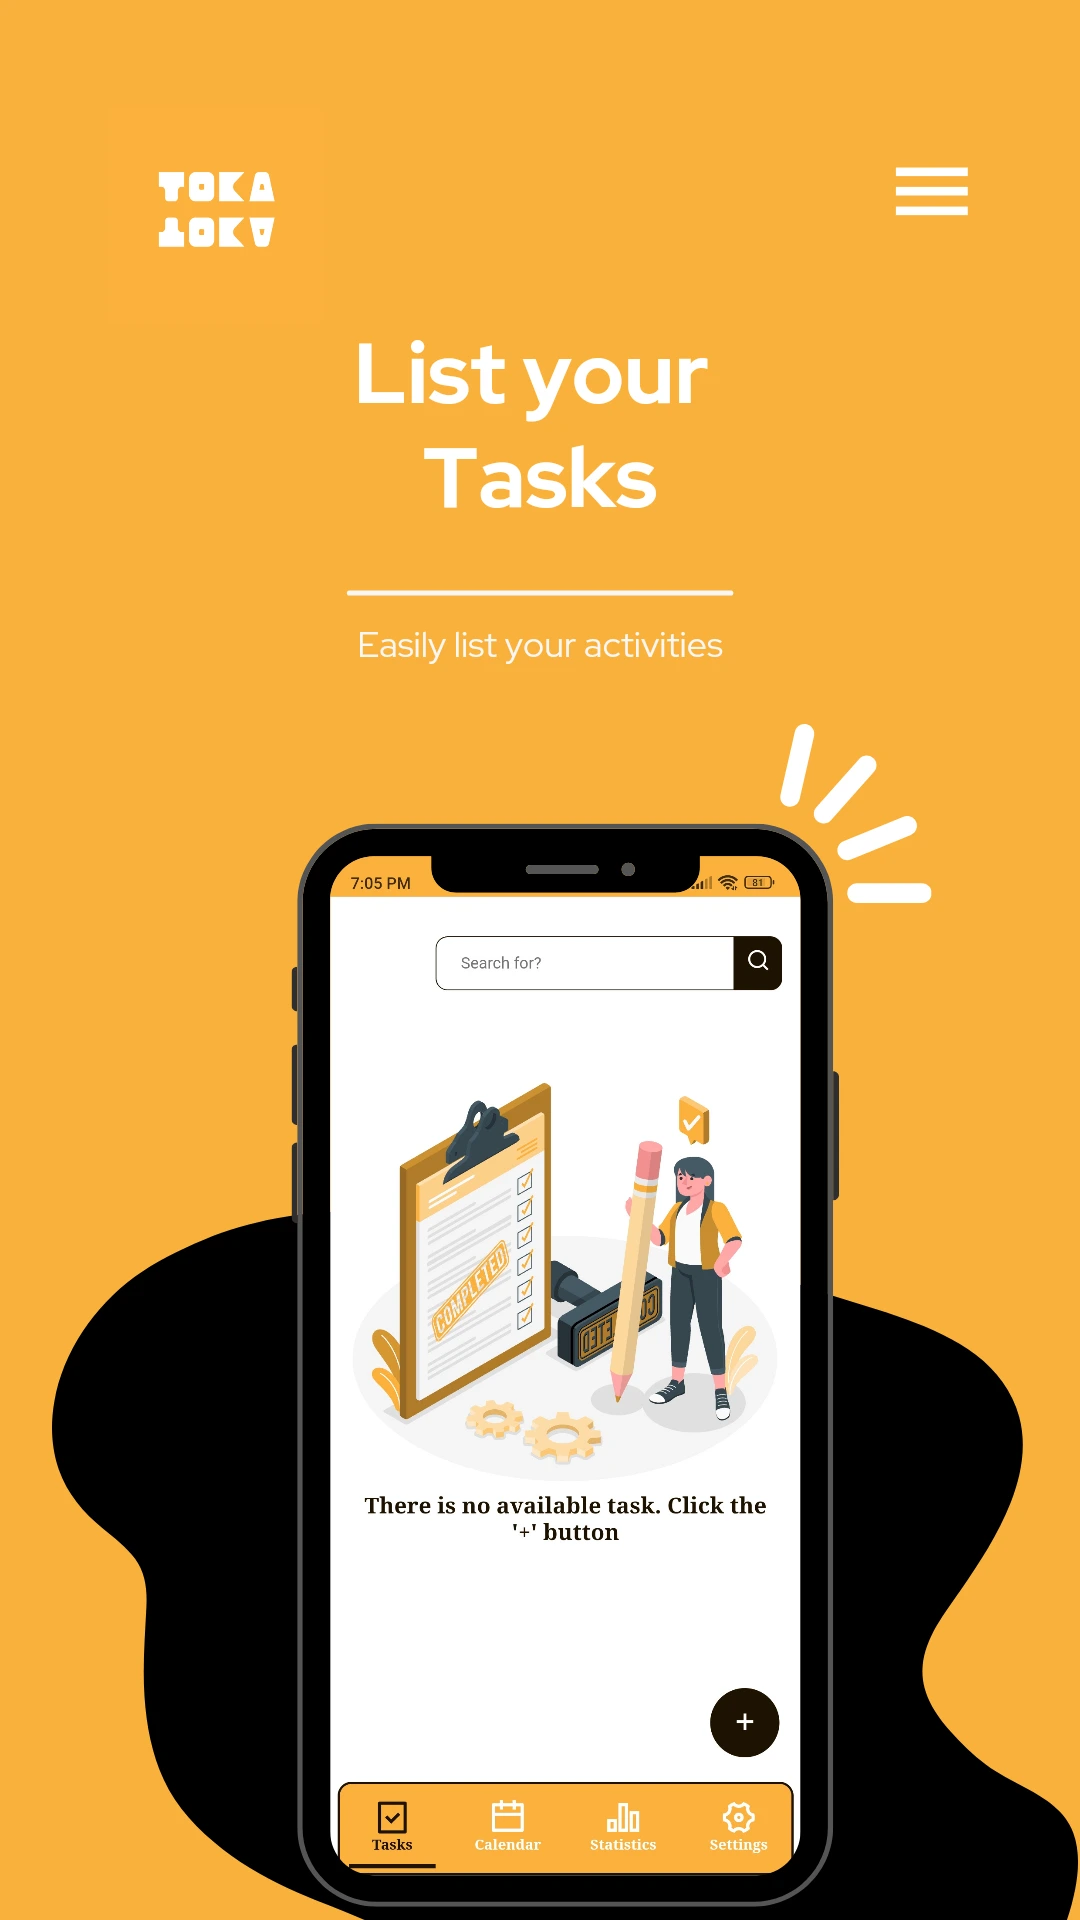 TOKA
TOKA
List your
Tasks
Easily list your activities
7:05 PM
81
Search for?
COMPLETED
COMPLETED
There is no available task. Click the
'+' button
+
Tasks
Calendar
Statistics
Settings